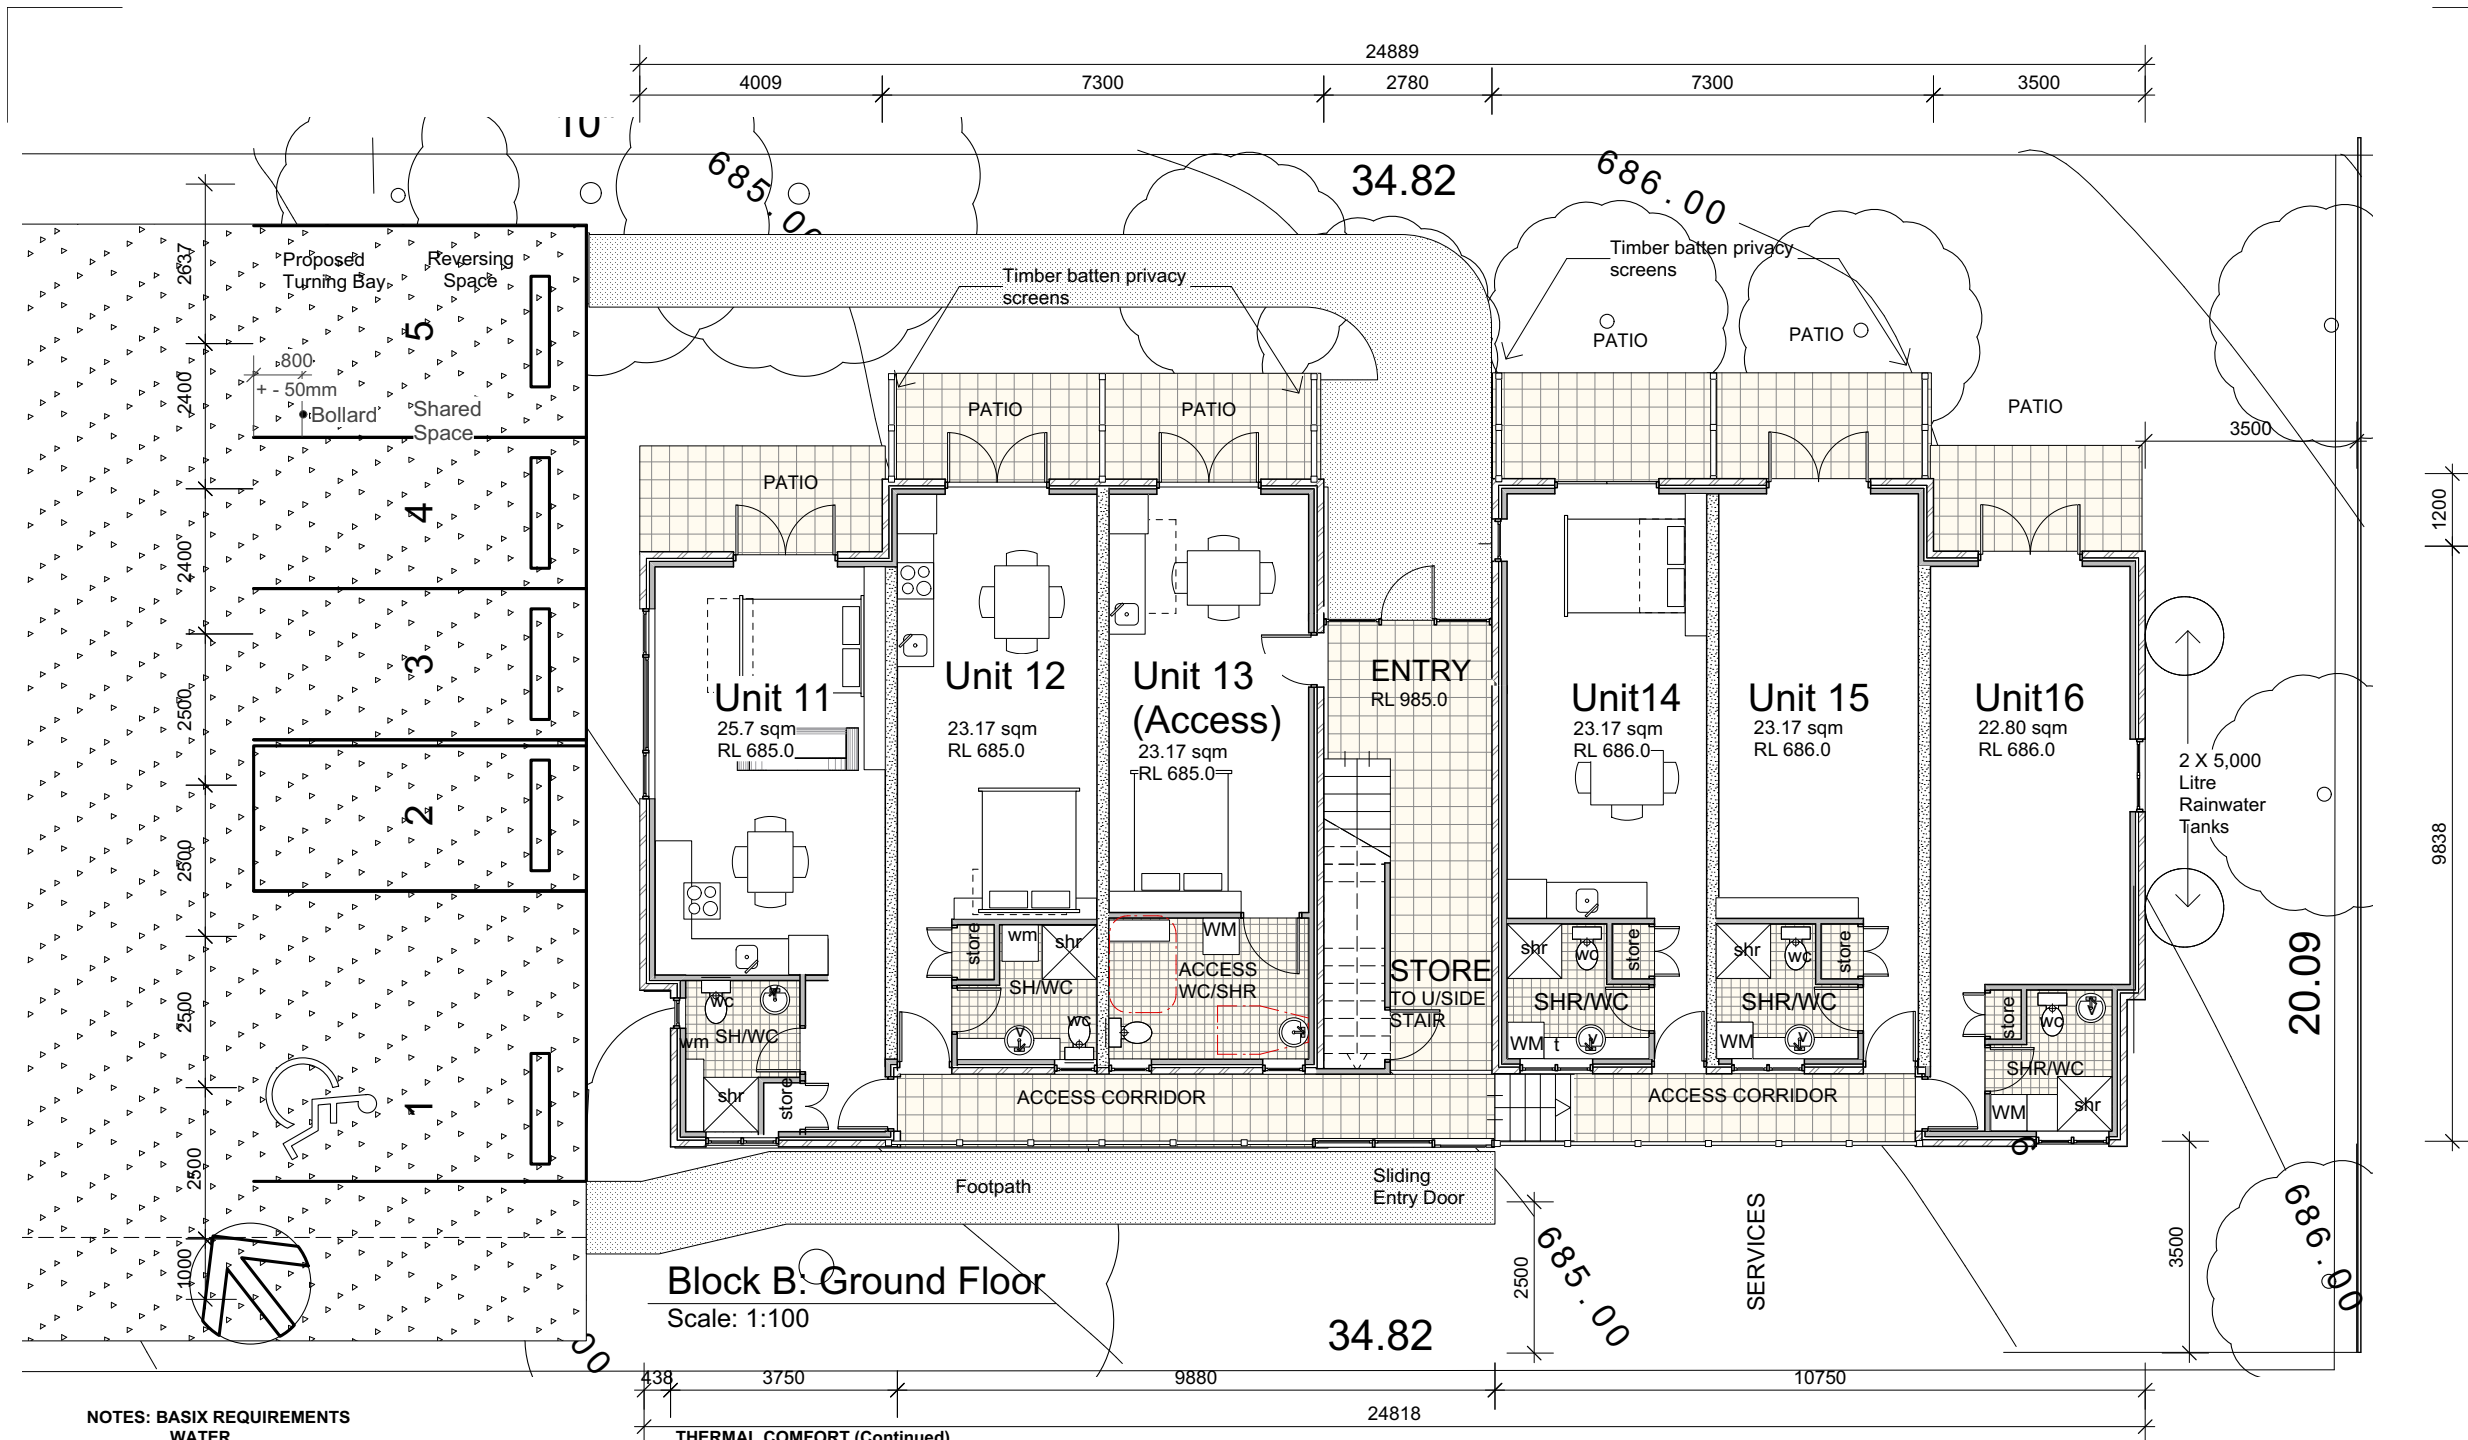 24889
4009
7300
2780
7300
3500
10"
34.82
685.00
686.00
Timber batten privacy
screens
Timber batten privacy
screens
2637
Proposed
Turning Bay
Reversing
Space
5
800
+ - 50mm
Bollard
Shared
Space
2400
4
2400
3
2500
2
2500
2500
1
2500
1000
PATIO
PATIO
PATIO
PATIO
PATIO
PATIO
3500
1200
9838
Unit 11
25.7 sqm
RL 685.0
Unit 12
23.17 sqm
RL 685.0
Unit 13
(Access)
23.17 sqm
RL 685.0
ENTRY
RL 985.0
Unit14
23.17 sqm
RL 686.0
Unit 15
23.17 sqm
RL 686.0
Unit16
22.80 sqm
RL 686.0
2 X 5,000
Litre
Rainwater
Tanks
20.09
wc
wm
SH/WC
shr
store
store
wm
shr
SH/WC
wc
WM
ACCESS
WC/SHR
STORE
TO U/SIDE
STAIR
shr
wc
store
SHR/WC
WM
t
shr
wc
store
SHR/WC
WM
store
wc
SHR/WC
WM
shr
9
ACCESS CORRIDOR
ACCESS CORRIDOR
Footpath
Sliding
Entry Door
2500
685.00
SERVICES
3500
686.00
Block B: Ground Floor
Scale: 1:100
34.82
00
438
3750
9880
10750
24818
NOTES: BASIX REQUIREMENTS
WATER
THERMAL COMFORT (Continued)